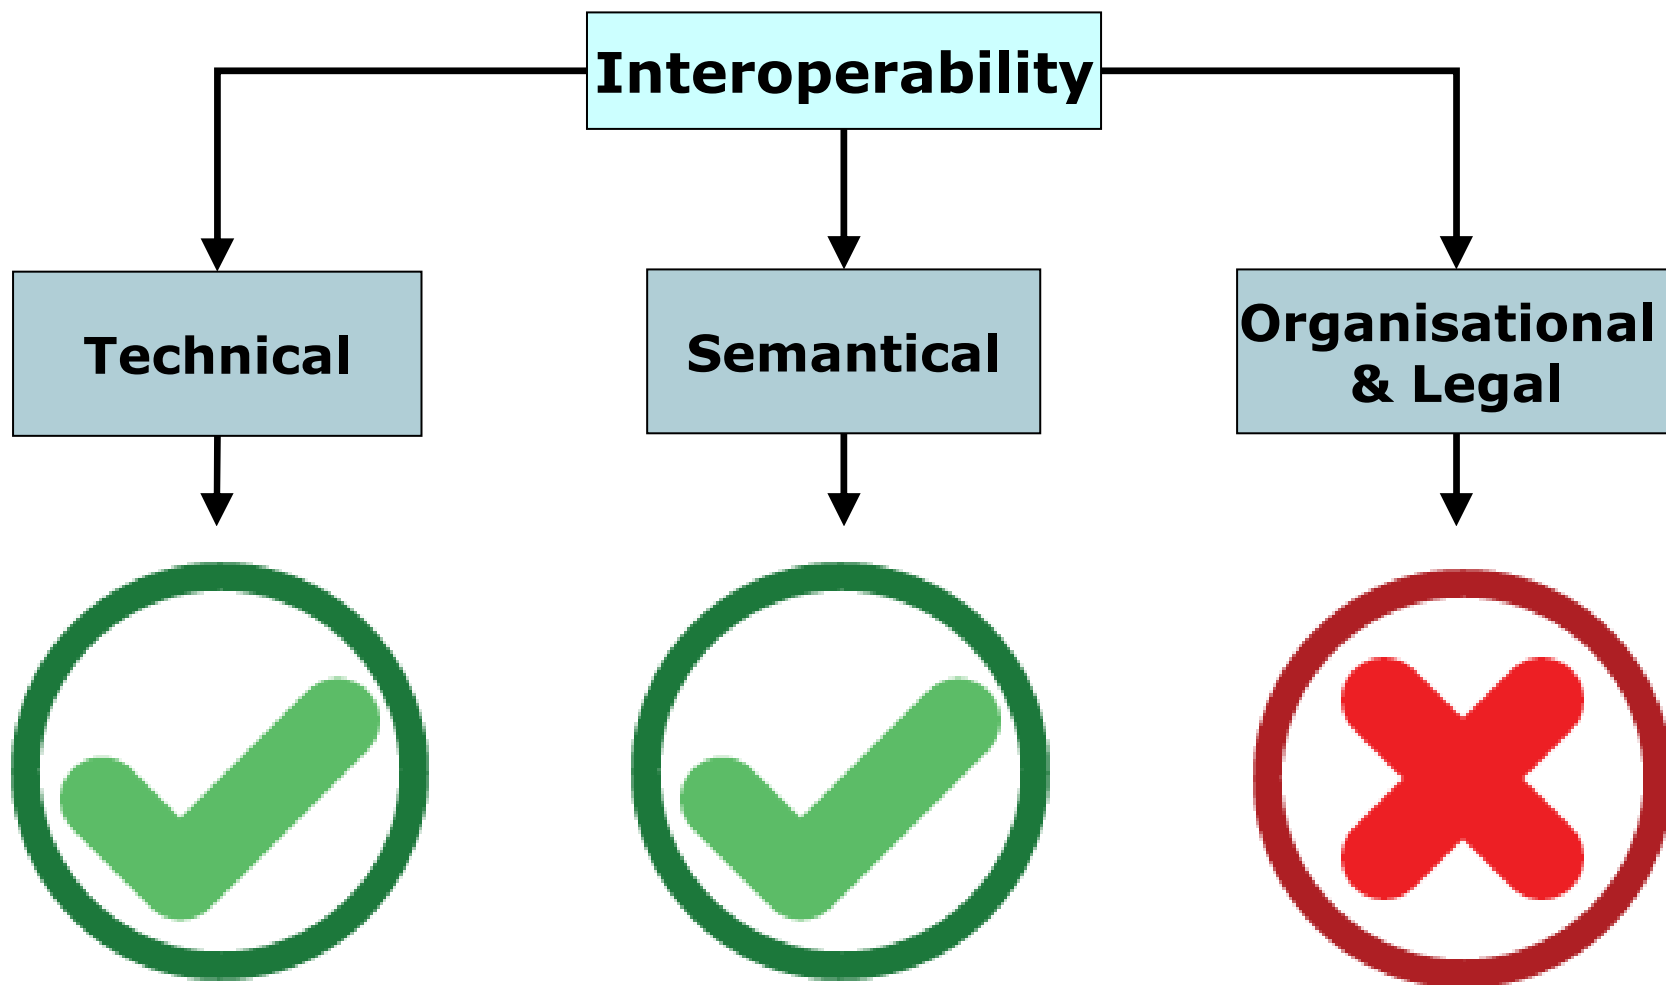 Interoperability
Technical
Semantical
Organisational
& Legal